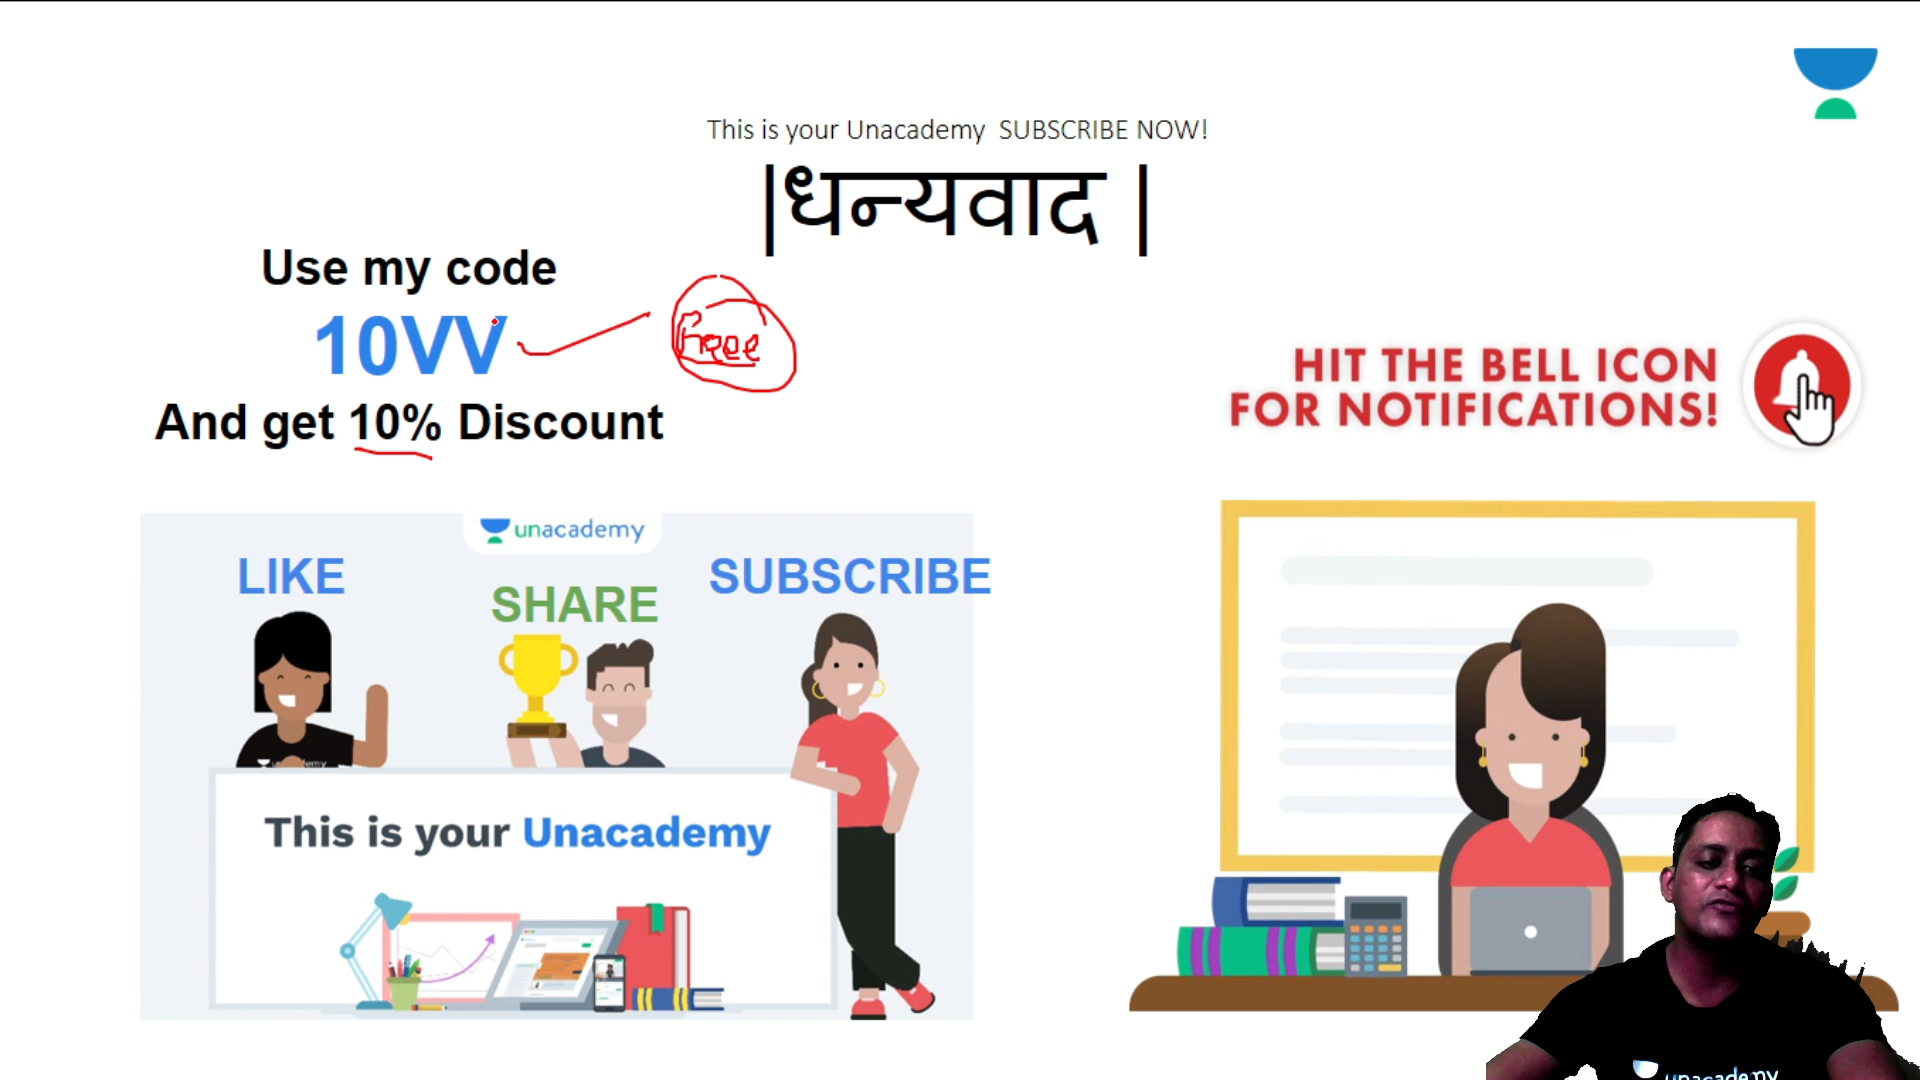 This is your Unacademy SUBSCRIBE NOW!
|धन्यवाद |
Use my code
10VV
Free
And get 10% Discount
HIT THE BELL ICON
FOR NOTIFICATIONS!
unacademy
LIKE
SHARE
SUBSCRIBE
This is your Unacademy
unacademy